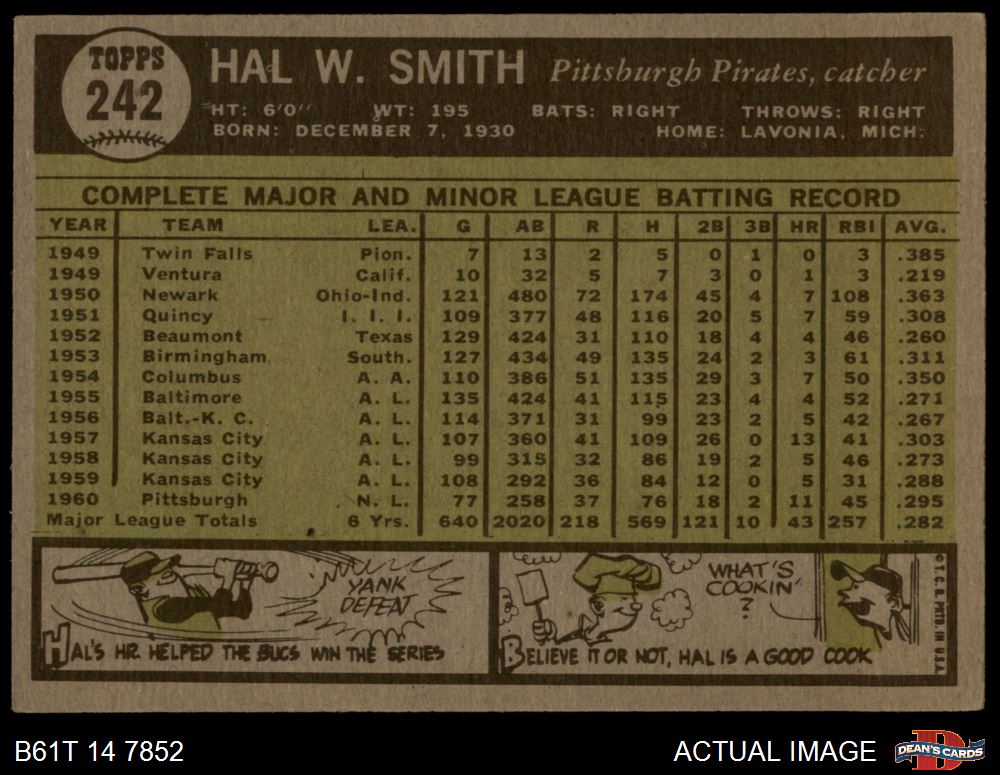 TOPPS
242
HAL W. SMITH Pittsburgh Pirates, catcher
HT: 6'0" WT: 195 BATS: RIGHT THROWS: RIGHT
BORN: DECEMBER 7, 1930 HOME: LAVONIA, MICH.
COMPLETE MAJOR AND MINOR LEAGUE BATTING RECORD
YEAR TEAM LEA. G AB R H 2B 3B HR RBI AVG.
1949 Twin Falls Pion. 7 13 2 5 0 1 0 3 .385
1949 Ventura Calif. 10 32 5 7 3 0 1 3 .219
1950 Newark Ohio-Ind. 121 480 72 174 45 4 7 108 .363
1951 Quincy I. I. I. 109 377 48 116 20 5 7 59 .308
1952 Beaumont Texas 129 424 31 110 18 4 4 46 .260
1953 Birmingham South. 127 434 49 135 24 2 3 61 .311
1954 Columbus A. A. 110 386 51 135 29 3 7 50 .350
1955 Baltimore A. L. 135 424 41 115 23 4 4 52 .271
1956 Balt.-K. C. A. L. 114 371 31 99 23 2 5 42 .267
1957 Kansas City A. L. 107 360 41 109 26 0 13 41 .303
1958 Kansas City A. L. 99 315 32 86 19 2 5 46 .273
1959 Kansas City A. L. 108 292 36 84 12 0 5 31 .288
1960 Pittsburgh N. L. 77 258 37 76 18 2 11 45 .295
Major League Totals 6 Yrs. 640 2020 218 569 121 10 43 257 .282
YANK
DEFEAT
HAL'S HR. HELPED THE BUCS WIN THE SERIES
WHAT'S
COOKIN'
?
BELIEVE IT OR NOT, HAL IS A GOOD COOK
© T.C.G. PRTD. IN U.S.A.
B61T 14 7852
ACTUAL IMAGE
DEAN'S CARDS